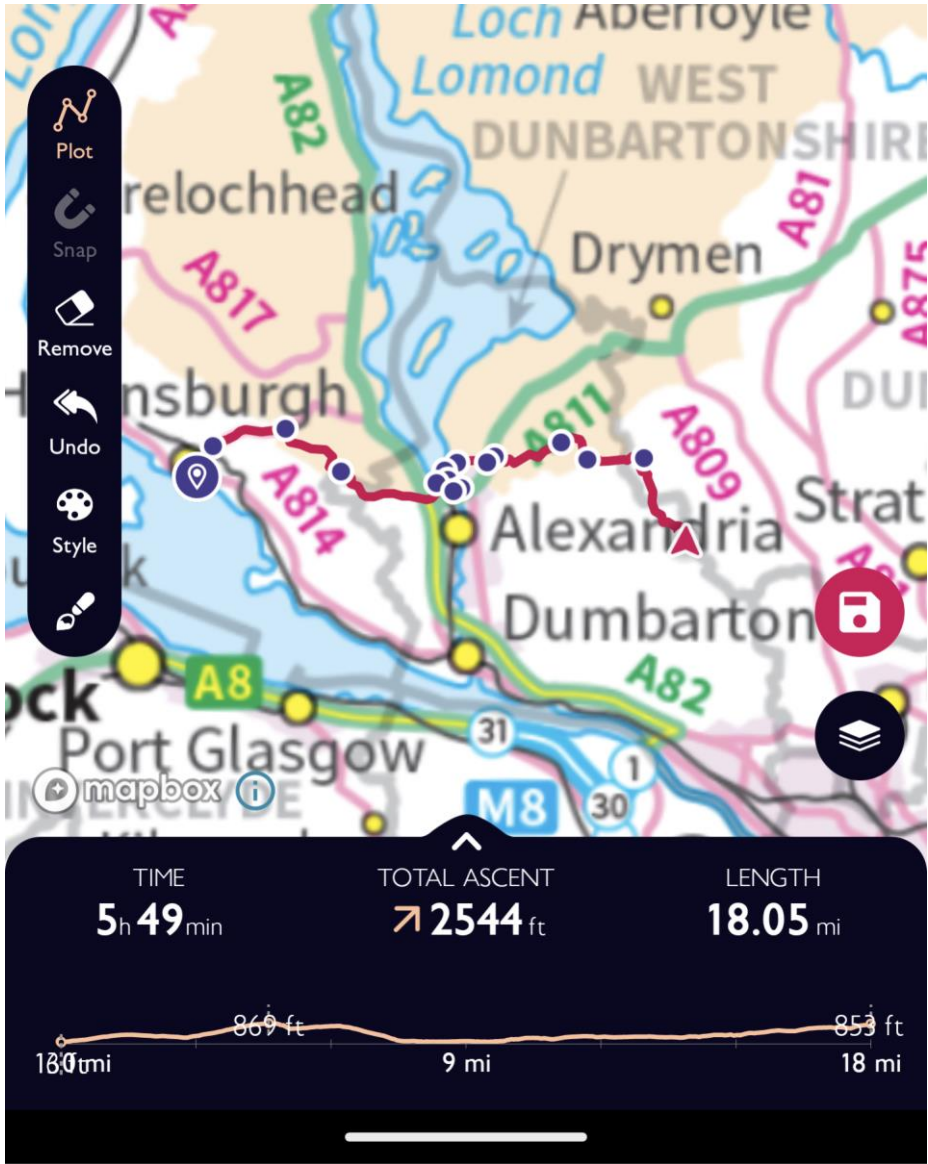 Loch Aberfoyle
Lomond
WEST
DUNBARTONSHIRE
A82
A81
Plot
relochhead
Snap
Drymen
A817
A875
Remove
nsburgh
A811
A809
Undo
A814
Style
Alexandria
Strat
Dumbarton
A82
A8
ock
Port Glasgow
31
1
30
M8
mapbox
TIME
5h 49min
TOTAL ASCENT
2544 ft
LENGTH
18.05 mi
869 ft
853 ft
9 mi
18 mi